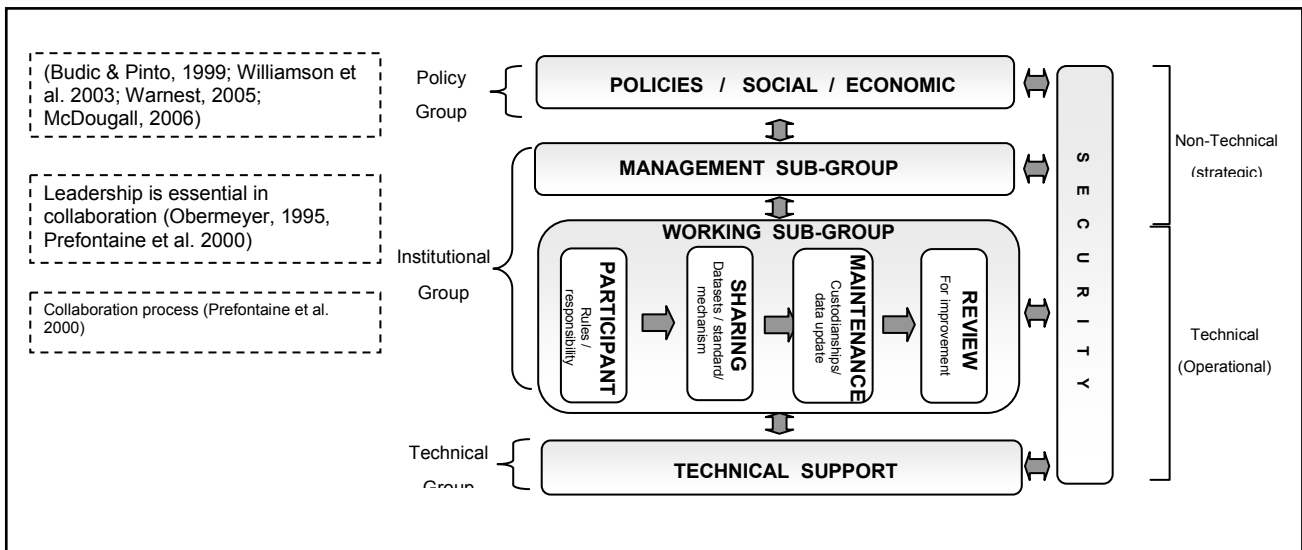 (Budic & Pinto, 1999; Williamson et
al. 2003; Warnest, 2005;
McDougall, 2006)
Leadership is essential in
collaboration (Obermeyer, 1995,
Prefontaine et al. 2000)
Collaboration process (Prefontaine et al.
2000)
Policy
Group
Institutional
Group
Technical
Group
POLICIES / SOCIAL / ECONOMIC
MANAGEMENT SUB-GROUP
WORKING SUB-GROUP
PARTICIPANT
Rules /
responsibility
SHARING
Datasets / standard/
mechanism
MAINTENANCE
Custodianships/
data update
REVIEW
For improvement
TECHNICAL SUPPORT
SECURITY
Non-Technical
(strategic)
Technical
(Operational)